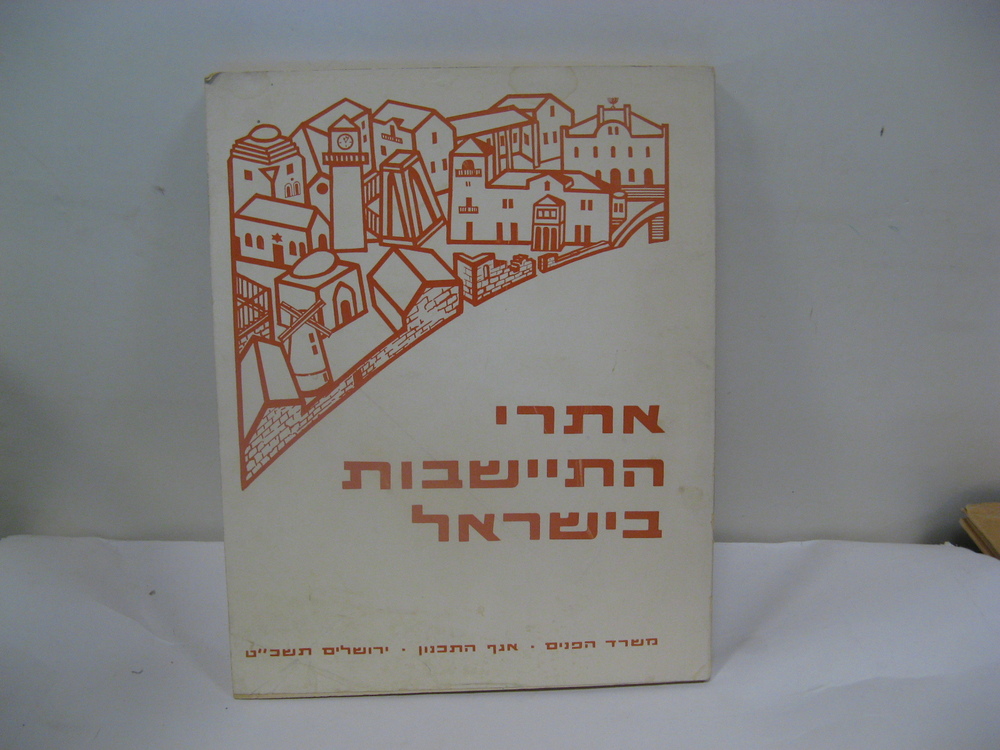 אתרי
התיישבות
בישראל
משרד הפנים · אגף התכנון · ירושלים תשכ״ט